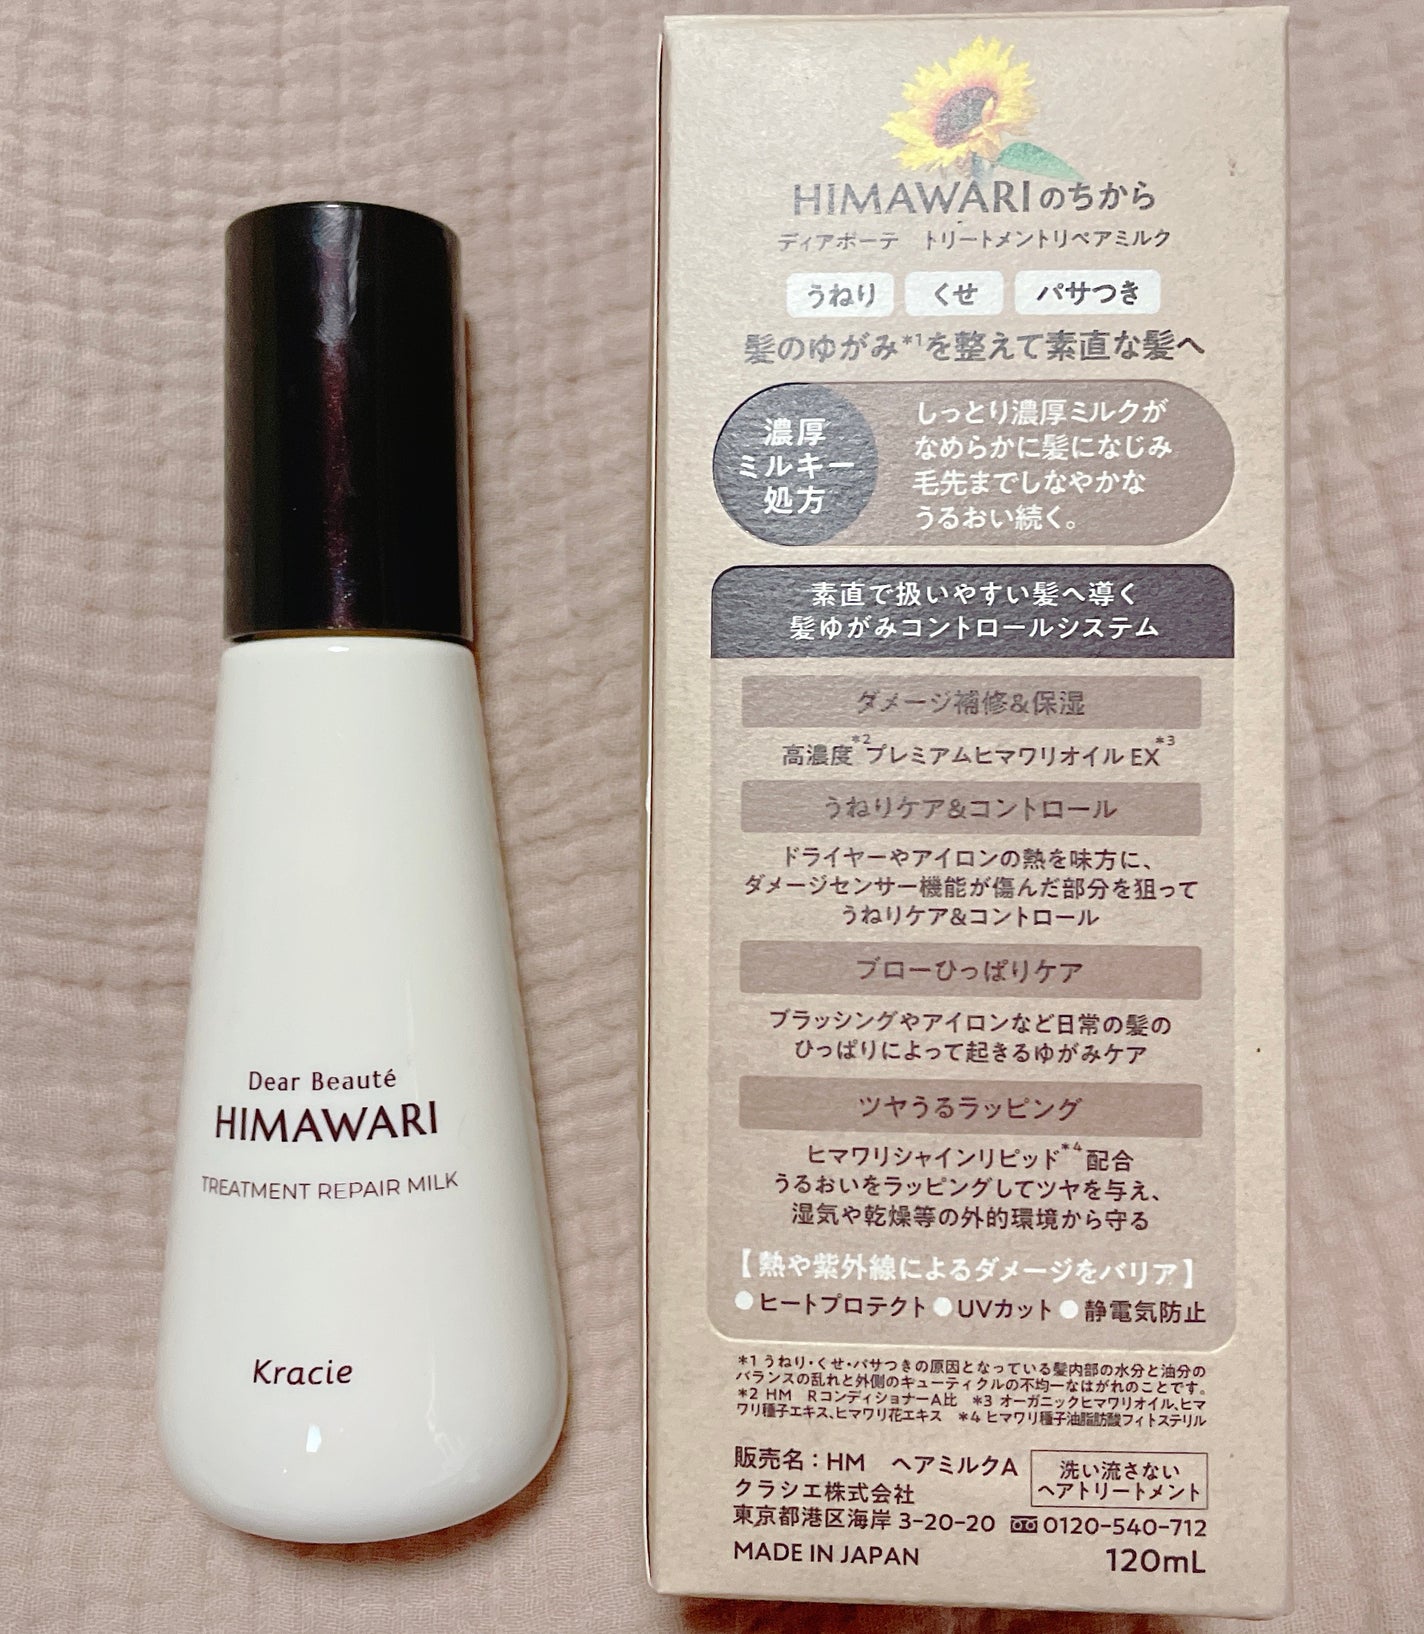 Dear Beauté
HIMAWARI
TREATMENT REPAIR MILK
Kracie
HIMAWARIのちから
ディアボーテ トリートメントリペアミルク
うねり くせ パサつき
髪のゆがみ*1を整えて素直な髪へ
濃厚
ミルキー
処方
しっとり濃厚ミルクが
なめらかに髪になじみ
毛先までしなやかな
うるおい続く。
素直で扱いやすい髪へ導く
髪ゆがみコントロールシステム
ダメージ補修&保湿
高濃度*2プレミアムヒマワリオイルEX*3
うねりケア&コントロール
ドライヤーやアイロンの熱を味方に、
ダメージセンサー機能が傷んだ部分を狙って
うねりケア&コントロール
ブローひっぱりケア
ブラッシングやアイロンなど日常の髪の
ひっぱりによって起きるゆがみケア
ツヤうるラッピング
ヒマワリシャインリピッド*4配合
うるおいをラッピングしてツヤを与え、
湿気や乾燥等の外的環境から守る
【熱や紫外線によるダメージをバリア】
●ヒートプロテクト ●UVカット ●静電気防止
*1 うねり・くせ・パサつきの原因となっている髪内部の水分と油分の
バランスの乱れと外側のキューティクルの不均一なはがれのことです。
*2 HM RコンディショナーA比 *3 オーガニックヒマワリオイル、ヒマ
ワリ種子エキス、ヒマワリ花エキス *4 ヒマワリ種子油脂肪酸フィトステリル
販売名：HM ヘアミルクA
洗い流さない
ヘアトリートメント
クラシエ株式会社
東京都港区海岸 3-20-20 0120-540-712
MADE IN JAPAN 120mL